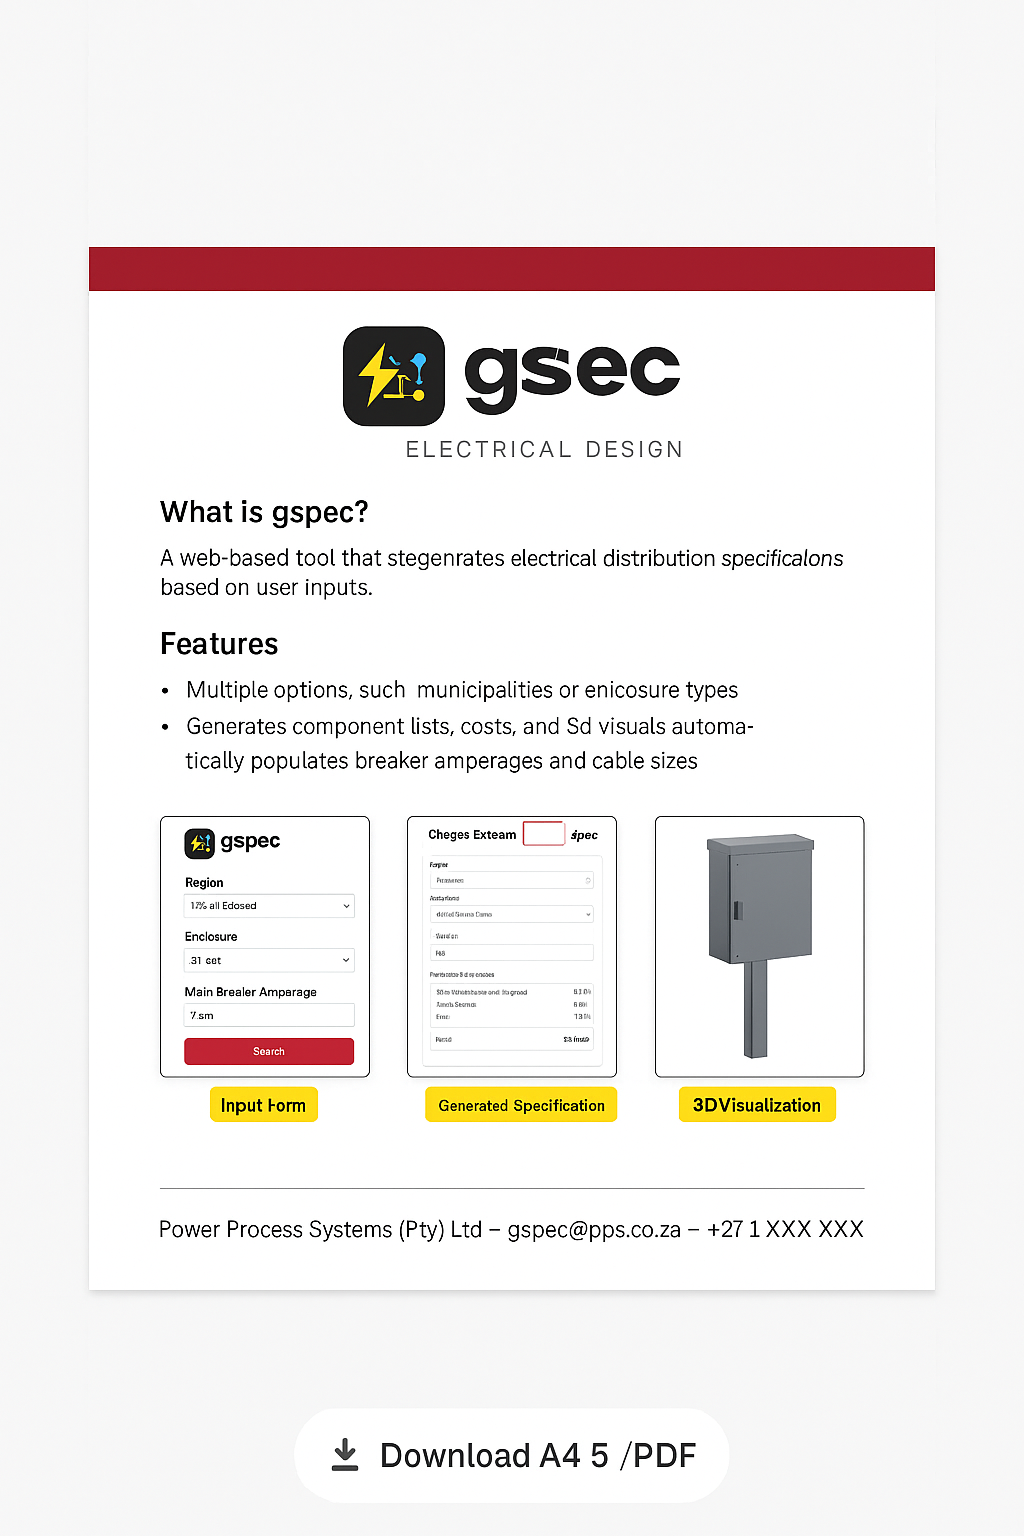 gsec
ELECTRICAL DESIGN
What is gspec?
A web-based tool that stegenrates electrical distribution specificalons
based on user inputs.
Features
• Multiple options, such municipalities or enicosure types
• Generates component lists, costs, and Sd visuals automa-
tically populates breaker amperages and cable sizes
gspec
Region
17% all Edosed
Enclosure
.31 eet
Main Brealer Amparage
7.sm
Search
Input Form
Cheges Exteam spec
Generated Specification
3DVisualization
Power Process Systems (Pty) Ltd – gspec@pps.co.za – +27 1 XXX XXX
Download A4 5 /PDF